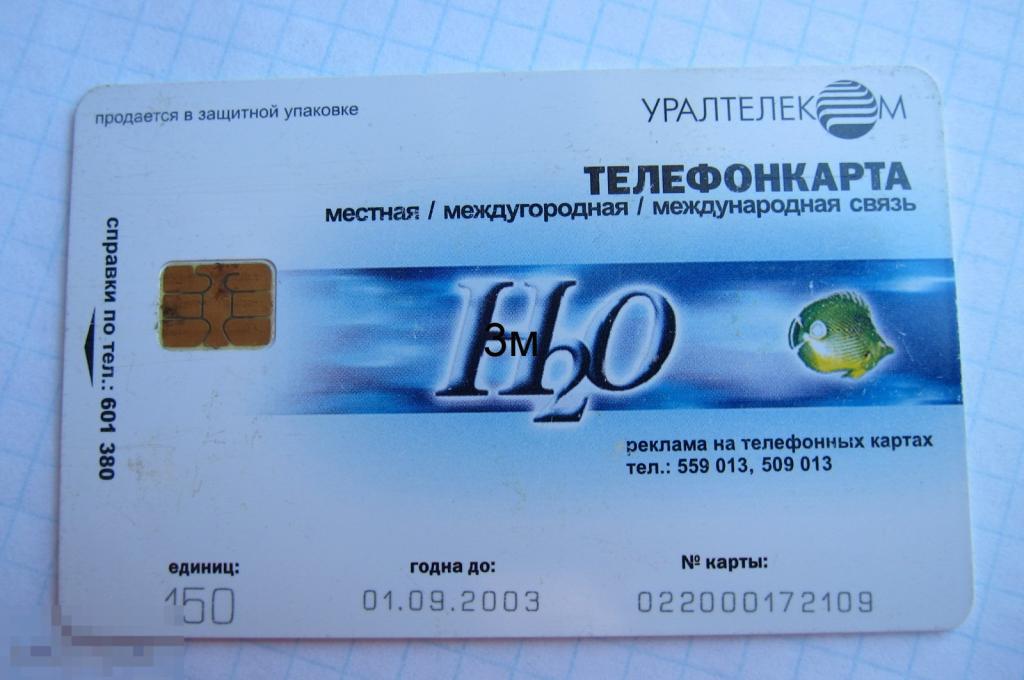 продается в защитной упаковке
УРАЛТЕЛЕКОМ
ТЕЛЕФОНКАРТА
местная / междугородная / международная связь
справки по тел.: 601 380
H2O
3м
реклама на телефонных картах
тел.: 559 013, 509 013
единиц: годна до: № карты:
150 01.09.2003 022000172109